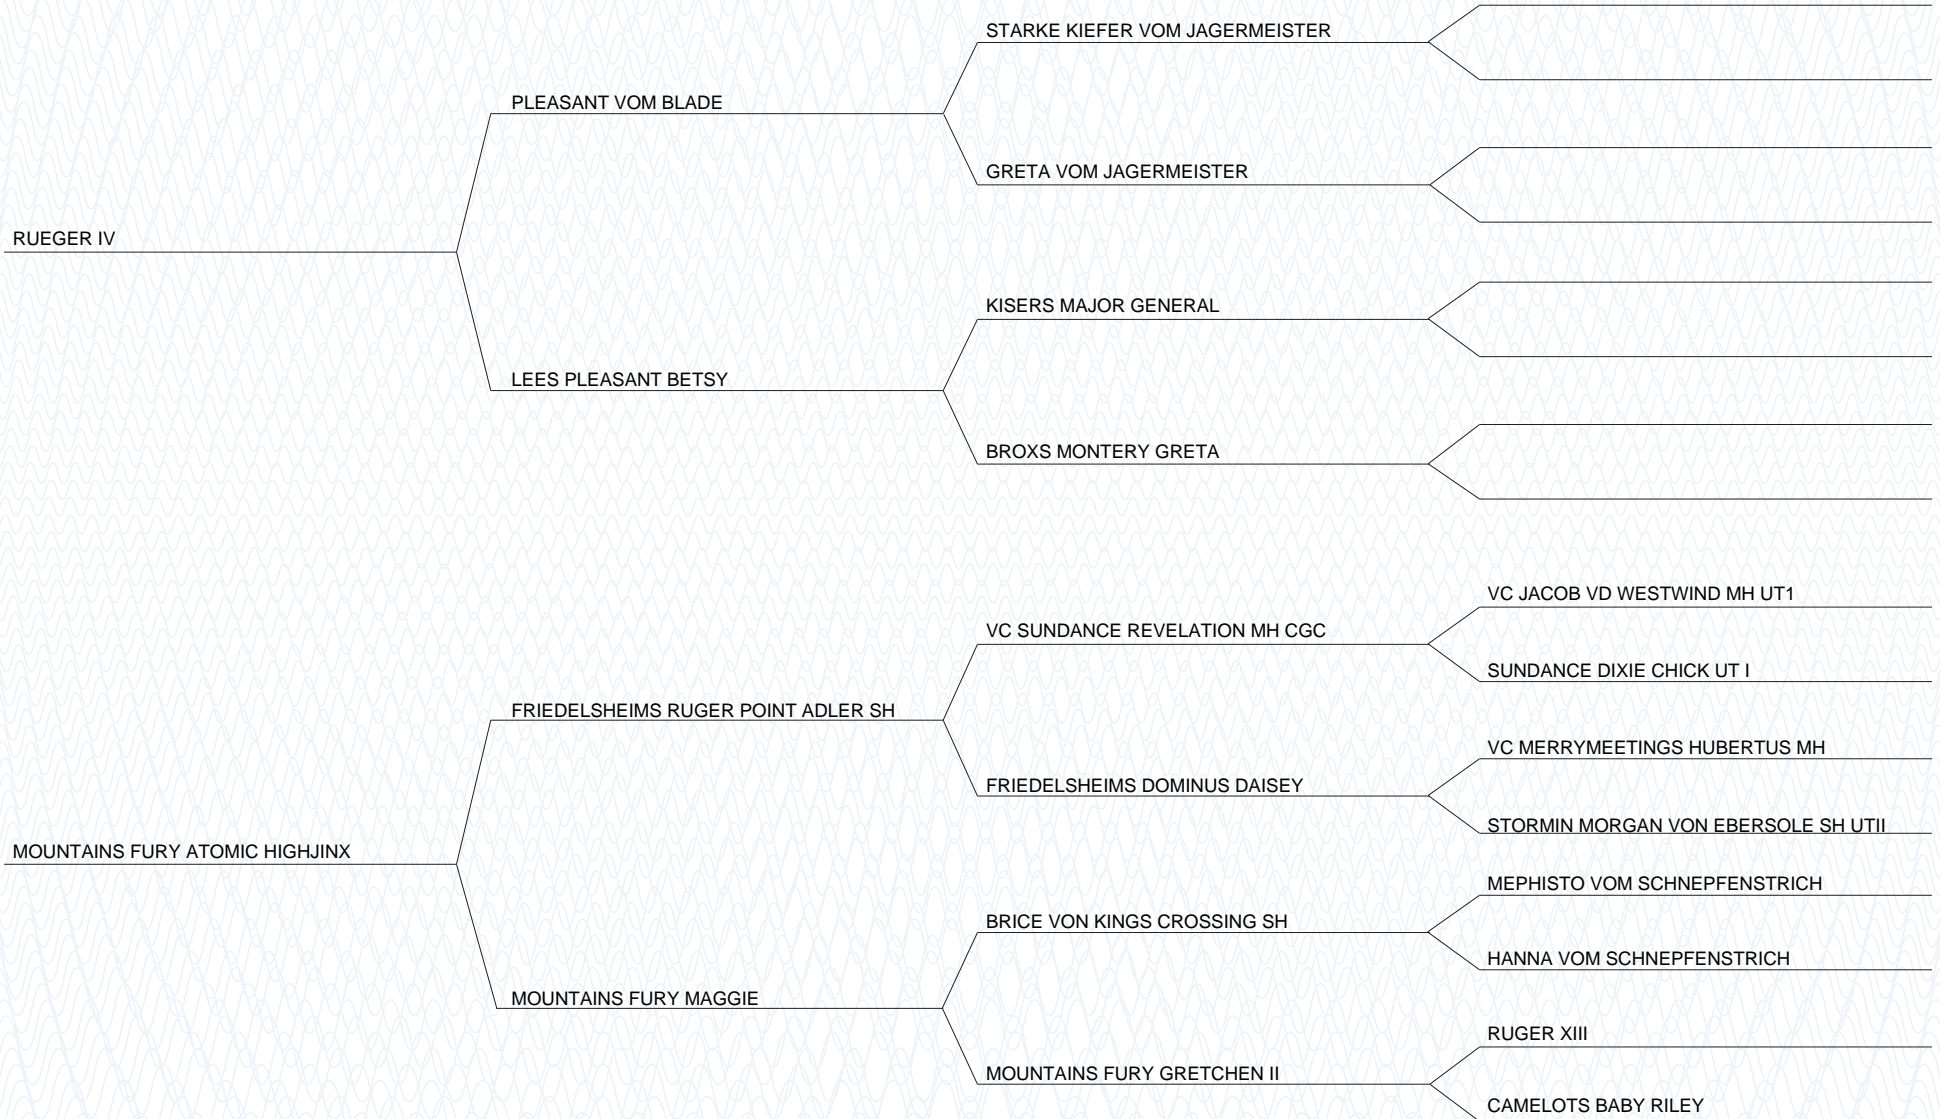 STARKE KIEFER VOM JAGERMEISTER
PLEASANT VOM BLADE
GRETA VOM JAGERMEISTER
RUEGER IV
KISERS MAJOR GENERAL
LEES PLEASANT BETSY
BROXS MONTERY GRETA
VC JACOB VD WESTWIND MH UT1
VC SUNDANCE REVELATION MH CGC
SUNDANCE DIXIE CHICK UT I
FRIEDELSHEIMS RUGER POINT ADLER SH
VC MERRYMEETINGS HUBERTUS MH
FRIEDELSHEIMS DOMINUS DAISEY
STORMIN MORGAN VON EBERSOLE SH UTII
MOUNTAINS FURY ATOMIC HIGHJINX
MEPHISTO VOM SCHNEPFENSTRICH
BRICE VON KINGS CROSSING SH
HANNA VOM SCHNEPFENSTRICH
MOUNTAINS FURY MAGGIE
RUGER XIII
MOUNTAINS FURY GRETCHEN II
CAMELOTS BABY RILEY